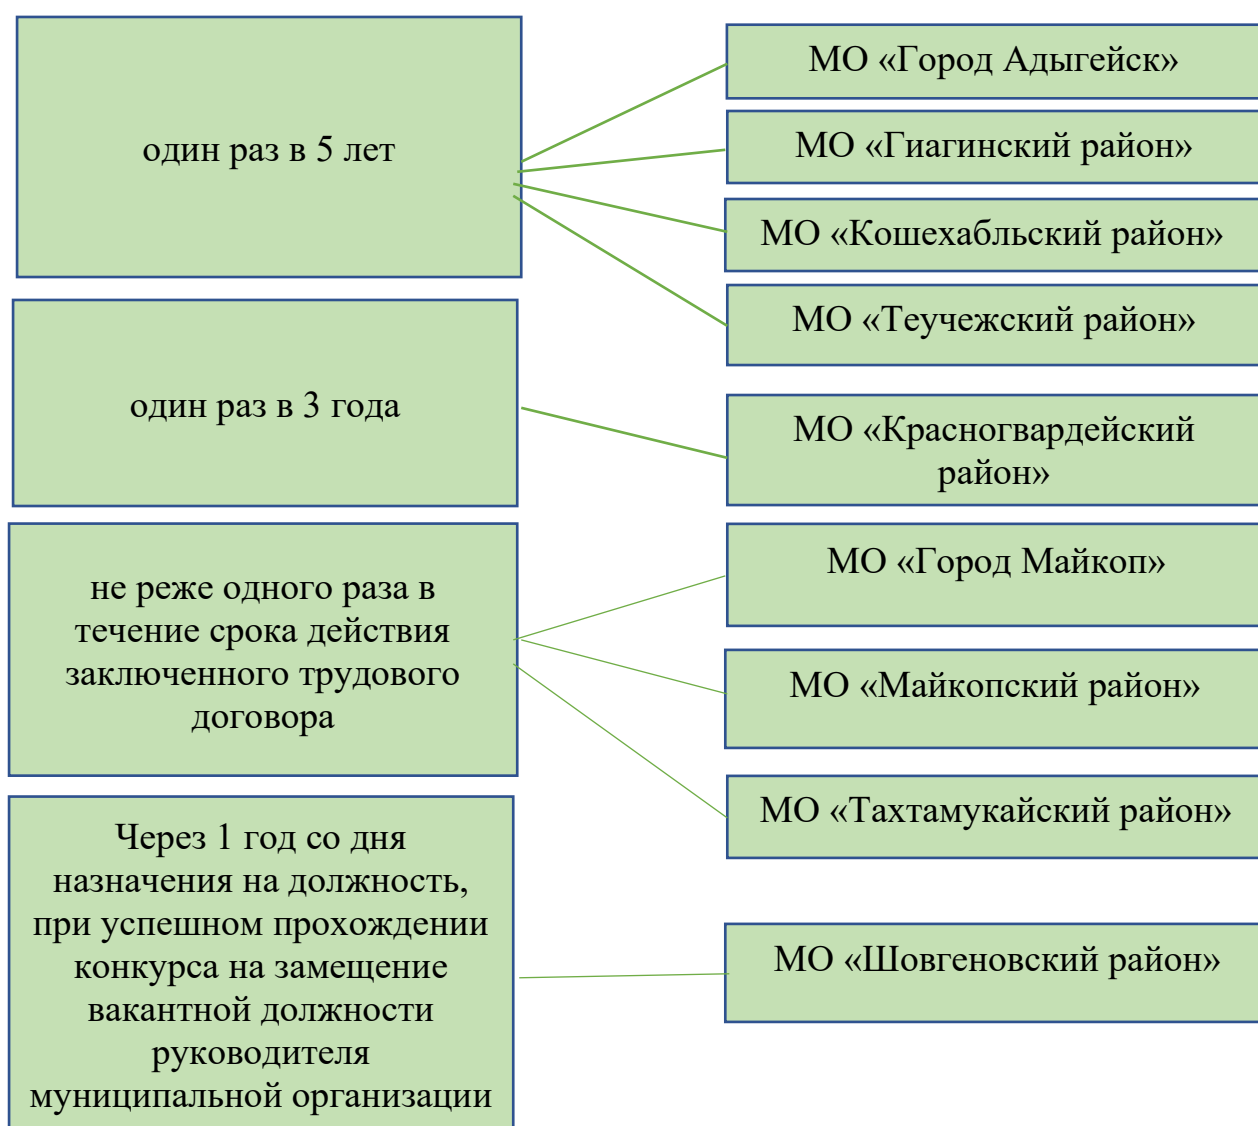 один раз в 5 лет
МО «Город Адыгейск»
МО «Гиагинский район»
МО «Кошехабльский район»
МО «Теучежский район»
один раз в 3 года
МО «Красногвардейский
район»
не реже одного раза в
течение срока действия
заключенного трудового
договора
МО «Город Майкоп»
МО «Майкопский район»
МО «Тахтамукайский район»
Через 1 год со дня
назначения на должность,
при успешном прохождении
конкурса на замещение
вакантной должности
руководителя
муниципальной организации
МО «Шовгеновский район»